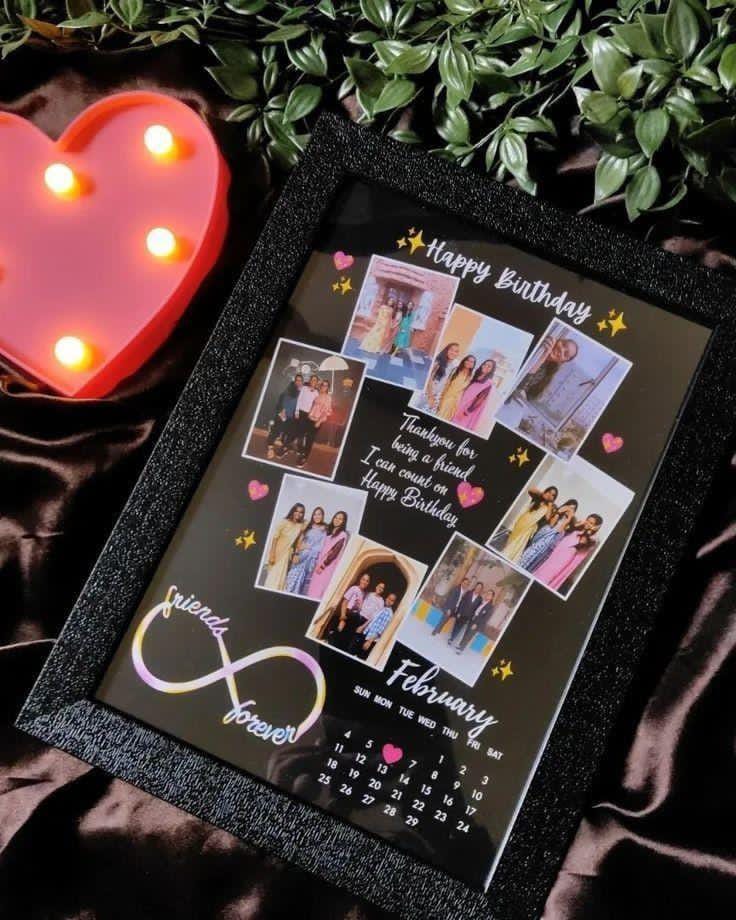 Happy Birthday
Thankyou for
being a friend
I can count on
Happy Birthday
friends
forever
February
SUN MON TUE WED THU FRI SAT
1 2 3
4 5 7 8 9 10
11 12 13 14 15 16 17
18 19 20 21 22 23 24
25 26 27 28 29